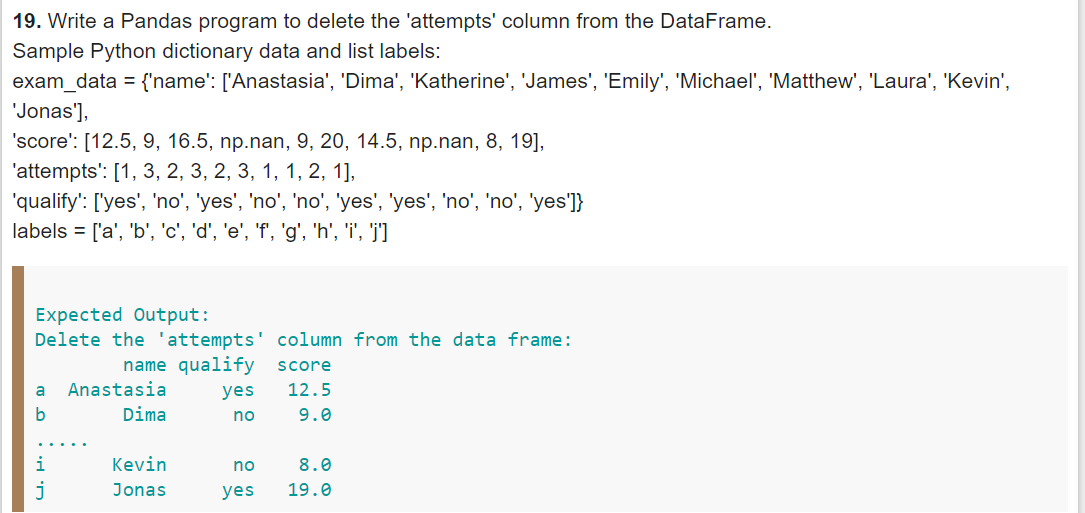 19. Write a Pandas program to delete the 'attempts' column from the DataFrame.
Sample Python dictionary data and list labels:
exam_data = {'name': ['Anastasia', 'Dima', 'Katherine', 'James', 'Emily', 'Michael', 'Matthew', 'Laura', 'Kevin',
'Jonas'],
'score': [12.5, 9, 16.5, np.nan, 9, 20, 14.5, np.nan, 8, 19],
'attempts': [1, 3, 2, 3, 2, 3, 1, 1, 2, 1],
'qualify': ['yes', 'no', 'yes', 'no', 'no', 'yes', 'yes', 'no', 'no', 'yes']}
labels = ['a', 'b', 'c', 'd', 'e', 'f', 'g', 'h', 'i', 'j']
Expected Output:
Delete the 'attempts' column from the data frame:
        name qualify  score
a  Anastasia     yes   12.5
b       Dima      no    9.0
.....
i      Kevin      no    8.0
j      Jonas     yes   19.0